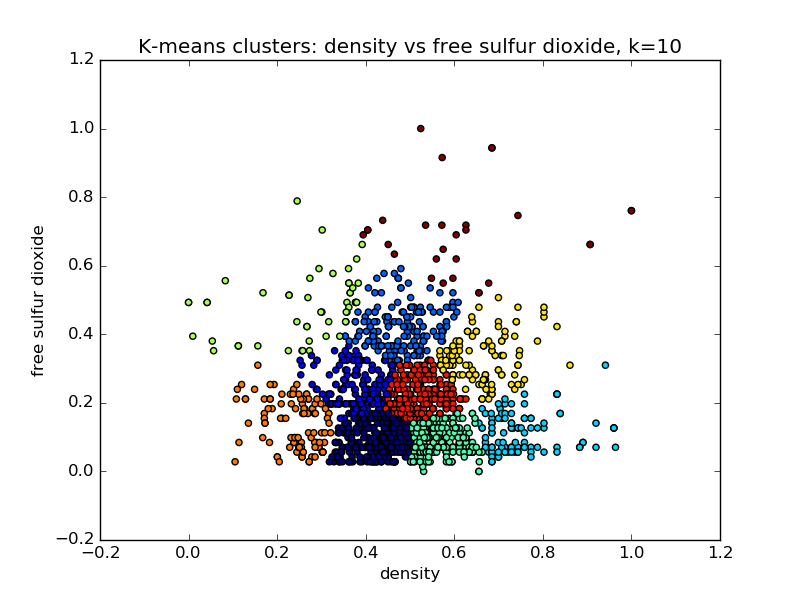 K-means clusters: density vs free sulfur dioxide, k=10
1.2
1.0
0.8
0.6
0.4
0.2
0.0
−0.2
free sulfur dioxide
−0.2 0.0 0.2 0.4 0.6 0.8 1.0 1.2
density